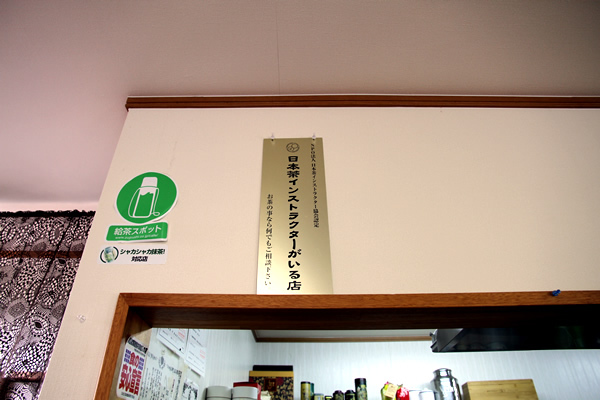 NPO法人 日本茶インストラクター協会認定
日本茶インストラクターがいる店
お茶の事なら何でもご相談下さい
給茶スポット
シャカシャカ抹茶!
対応店